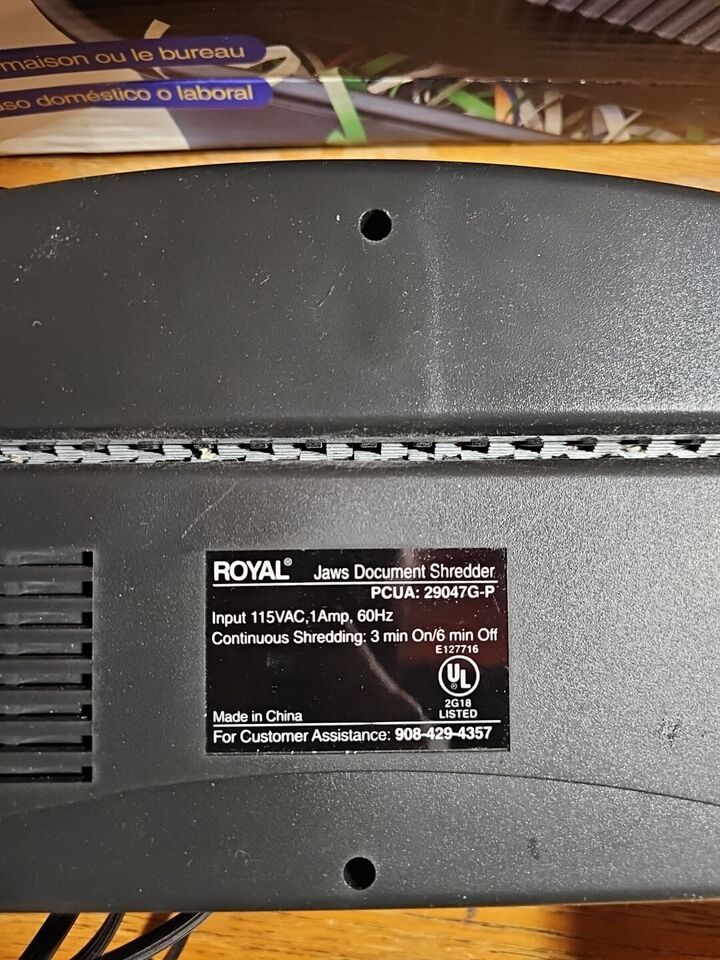 maison ou le bureau
uso doméstico o laboral
ROYAL® Jaws Document Shredder
PCUA: 29047G-P
Input 115VAC,1Amp, 60Hz
Continuous Shredding: 3 min On/6 min Off
E127716
UL
2G18
LISTED
Made in China
For Customer Assistance: 908-429-4357